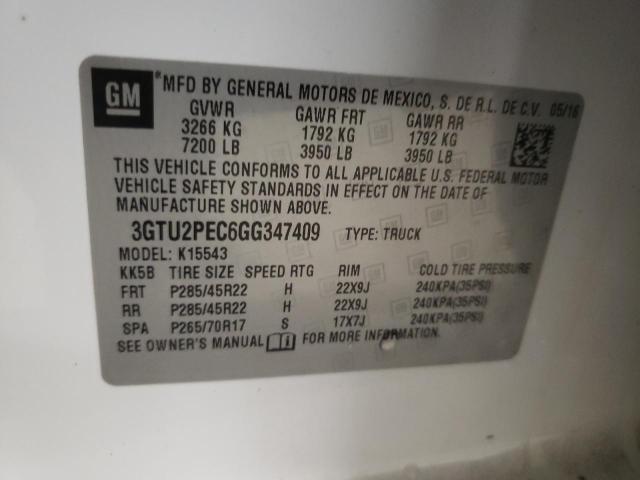 GM *MFD BY GENERAL MOTORS DE MEXICO, S. DE R.L. DE C.V. 05/16
GVWR GAWR FRT GAWR RR
3266 KG 1792 KG 1792 KG
7200 LB 3950 LB 3950 LB
THIS VEHICLE CONFORMS TO ALL APPLICABLE U.S. FEDERAL MOTOR
VEHICLE SAFETY STANDARDS IN EFFECT ON THE DATE OF
MANUFACTURE SHOWN ABOVE.
3GTU2PEC6GG347409 TYPE: TRUCK
MODEL: K15543
KK5B TIRE SIZE SPEED RTG RIM COLD TIRE PRESSURE
FRT P285/45R22 H 22X9J 240KPA(35PSI)
RR P285/45R22 H 22X9J 240KPA(35PSI)
SPA P265/70R17 S 17X7J 240KPA(35PSI)
SEE OWNER'S MANUAL FOR MORE INFORMATION.